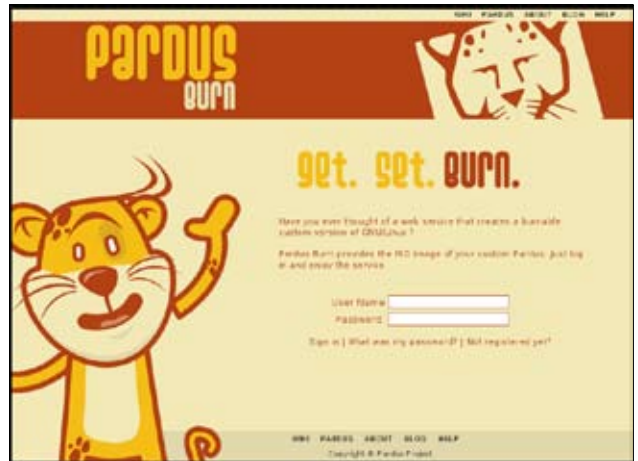 WIKI PARDUS ABOUT BLOG HELP
PARDUS
BURN
get. set. BURN.
Have you ever thought of a web service that creates a burnable
custom version of GNU/Linux ?
Pardus Burn provides the ISO image of your custom Pardus. Just log
in and enjoy the service.
User Name
Password
Sign in | What was my password? | Not registered yet?
WIKI PARDUS ABOUT BLOG HELP
Copyright © Pardus Project